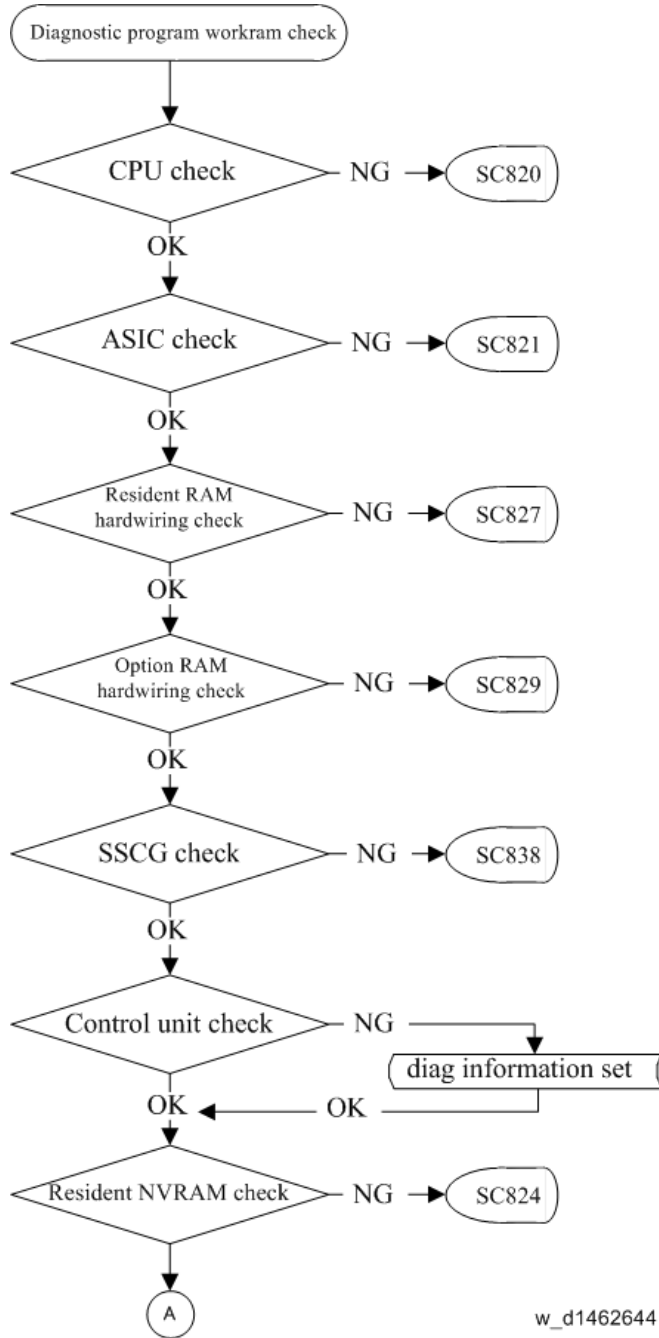 Diagnostic program workram check
CPU check
NG
SC820
OK
ASIC check
NG
SC821
OK
Resident RAM
hardwiring check
NG
SC827
OK
Option RAM
hardwiring check
NG
SC829
OK
SSCG check
NG
SC838
OK
Control unit check
NG
diag information set
OK
OK
Resident NVRAM check
NG
SC824
A
w_d1462644